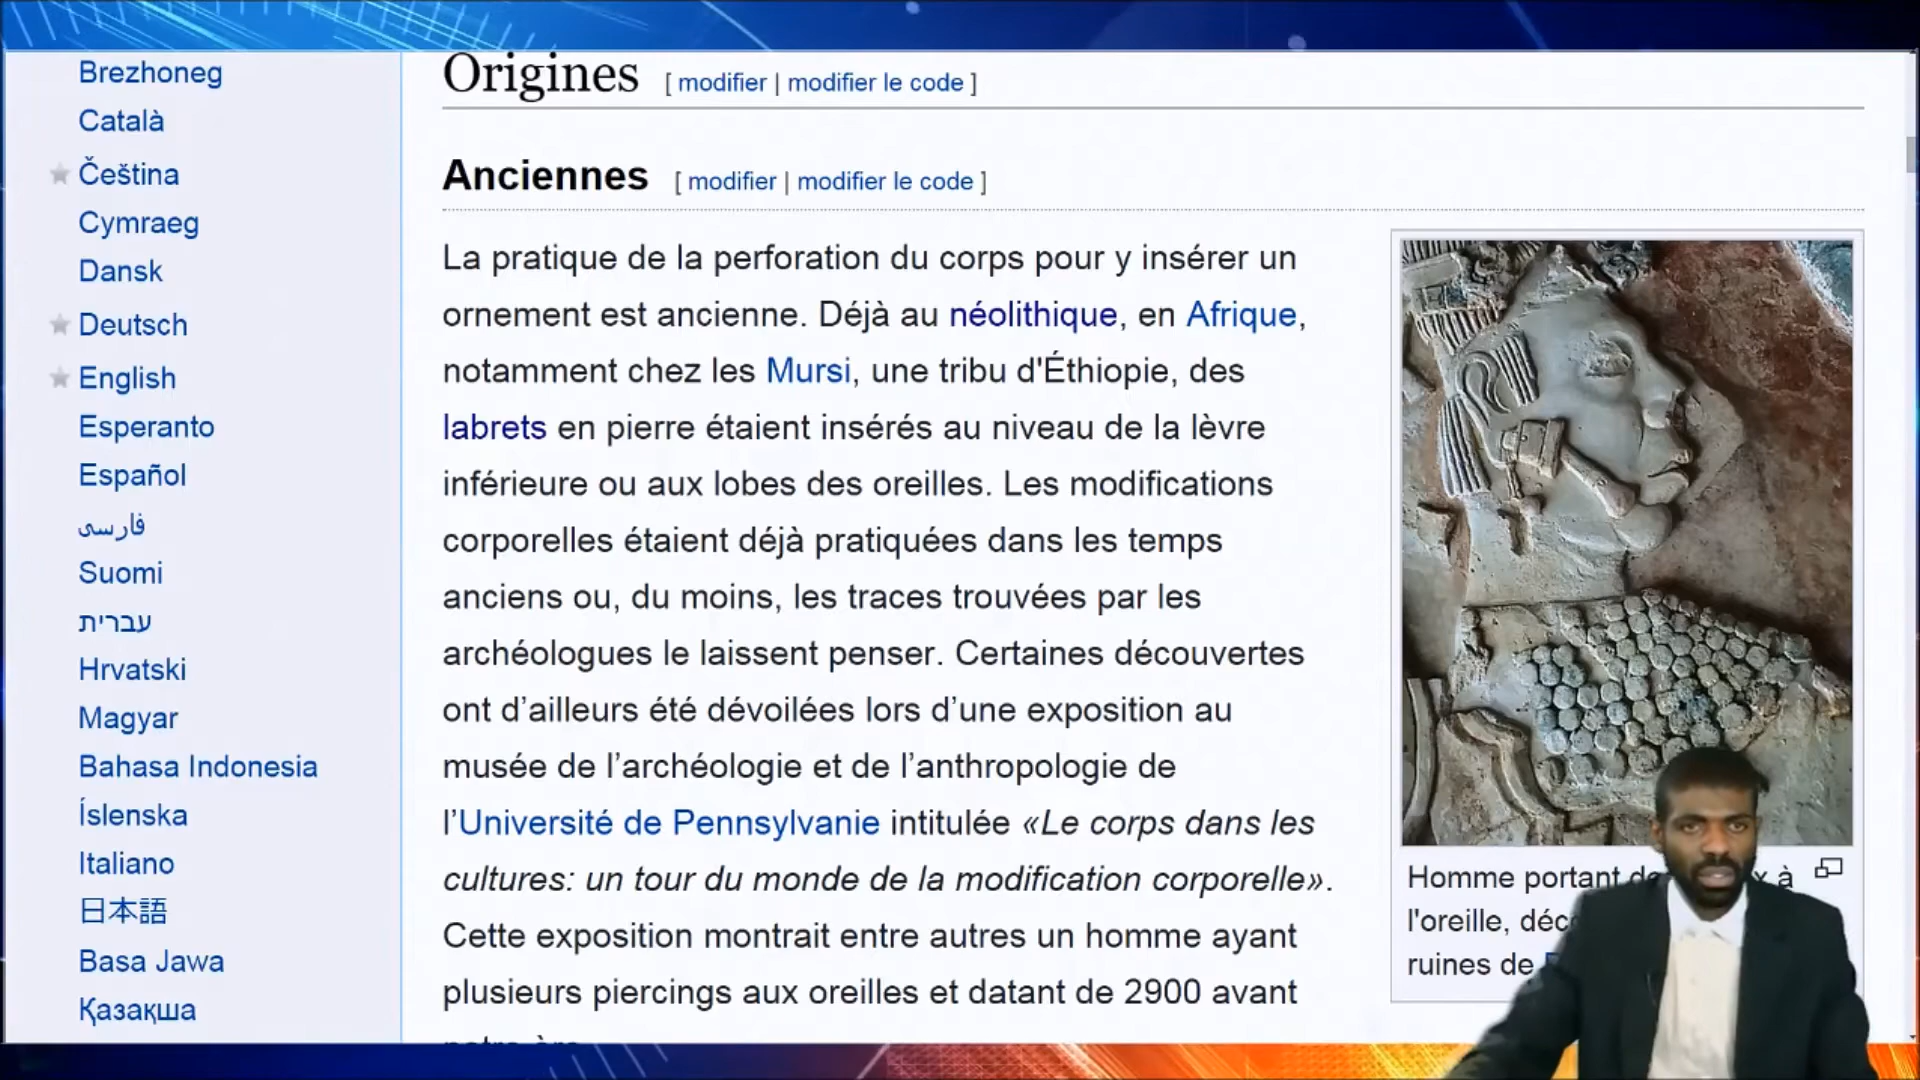 Brezhoneg
Català
Čeština
Cymraeg
Dansk
Deutsch
English
Esperanto
Español
فارسی
Suomi
עברית
Hrvatski
Magyar
Bahasa Indonesia
Íslenska
Italiano
日本語
Basa Jawa
Қазақша
Origines [ modifier | modifier le code ]
Anciennes [ modifier | modifier le code ]
La pratique de la perforation du corps pour y insérer un
ornement est ancienne. Déjà au néolithique, en Afrique,
notamment chez les Mursi, une tribu d'Éthiopie, des
labrets en pierre étaient insérés au niveau de la lèvre
inférieure ou aux lobes des oreilles. Les modifications
corporelles étaient déjà pratiquées dans les temps
anciens ou, du moins, les traces trouvées par les
archéologues le laissent penser. Certaines découvertes
ont d’ailleurs été dévoilées lors d’une exposition au
musée de l’archéologie et de l’anthropologie de
l’Université de Pennsylvanie intitulée «Le corps dans les
cultures: un tour du monde de la modification corporelle».
Cette exposition montrait entre autres un homme ayant
plusieurs piercings aux oreilles et datant de 2900 avant
Homme portant à
l'oreille,
ruines de